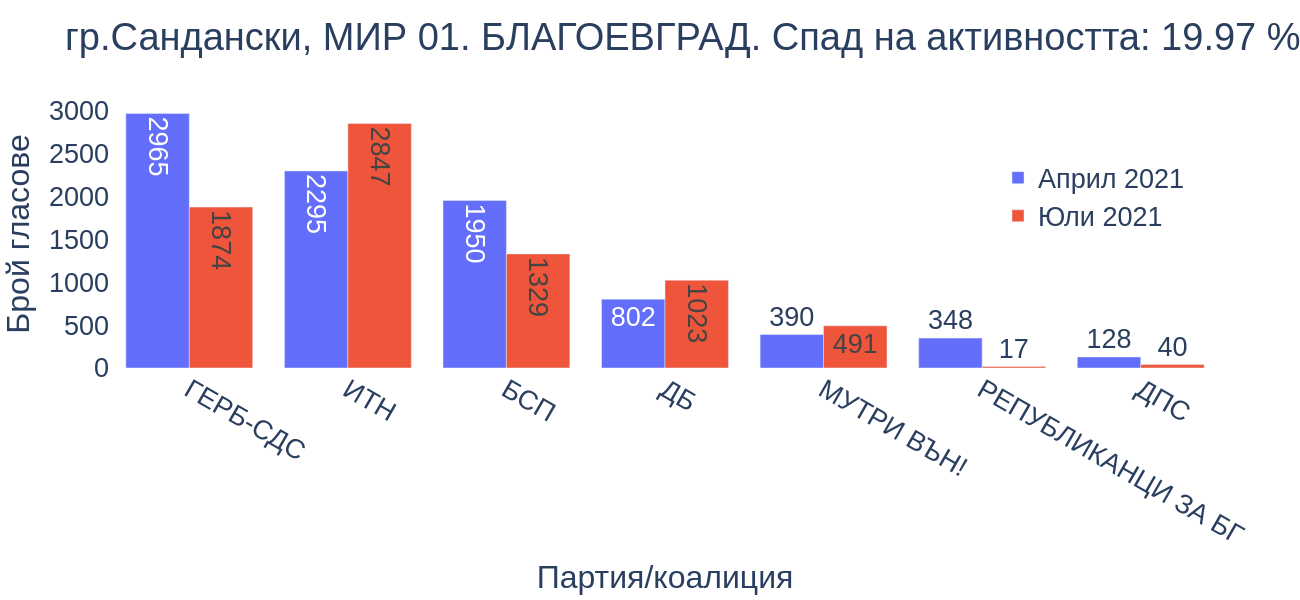 гр.Сандански, МИР 01. БЛАГОЕВГРАД. Спад на активността: 19.97 %
Брой гласове
3000
2500
2000
1500
1000
500
0
2965
1874
2295
2847
1950
1329
802
1023
390
491
348
17
128
40
Април 2021
Юли 2021
ГЕРБ-СДС
ИТН
БСП
ДБ
МУТРИ ВЪН!
РЕПУБЛИКАНЦИ ЗА БГ
ДПС
Партия/коалиция